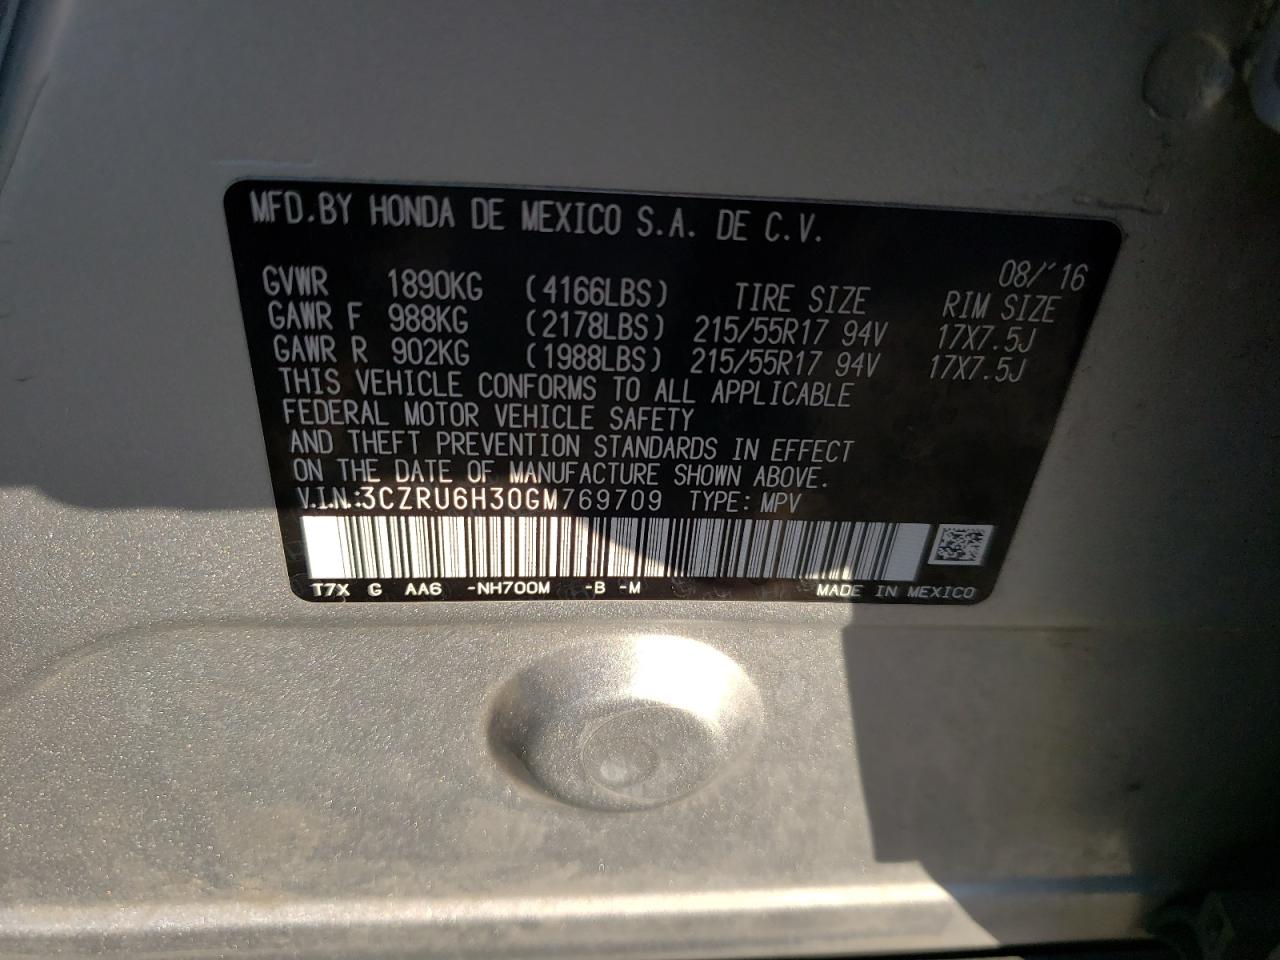 MFD.BY HONDA DE MEXICO S.A. DE C.V.
08/'16
GVWR 1890KG (4166LBS) TIRE SIZE RIM SIZE
GAWR F 988KG (2178LBS) 215/55R17 94V 17X7.5J
GAWR R 902KG (1988LBS) 215/55R17 94V 17X7.5J
THIS VEHICLE CONFORMS TO ALL APPLICABLE
FEDERAL MOTOR VEHICLE SAFETY
AND THEFT PREVENTION STANDARDS IN EFFECT
ON THE DATE OF MANUFACTURE SHOWN ABOVE.
V.I.N.:3CZRU6H30GM769709 TYPE: MPV
T7X G AA6 -NH700M -B -M MADE IN MEXICO